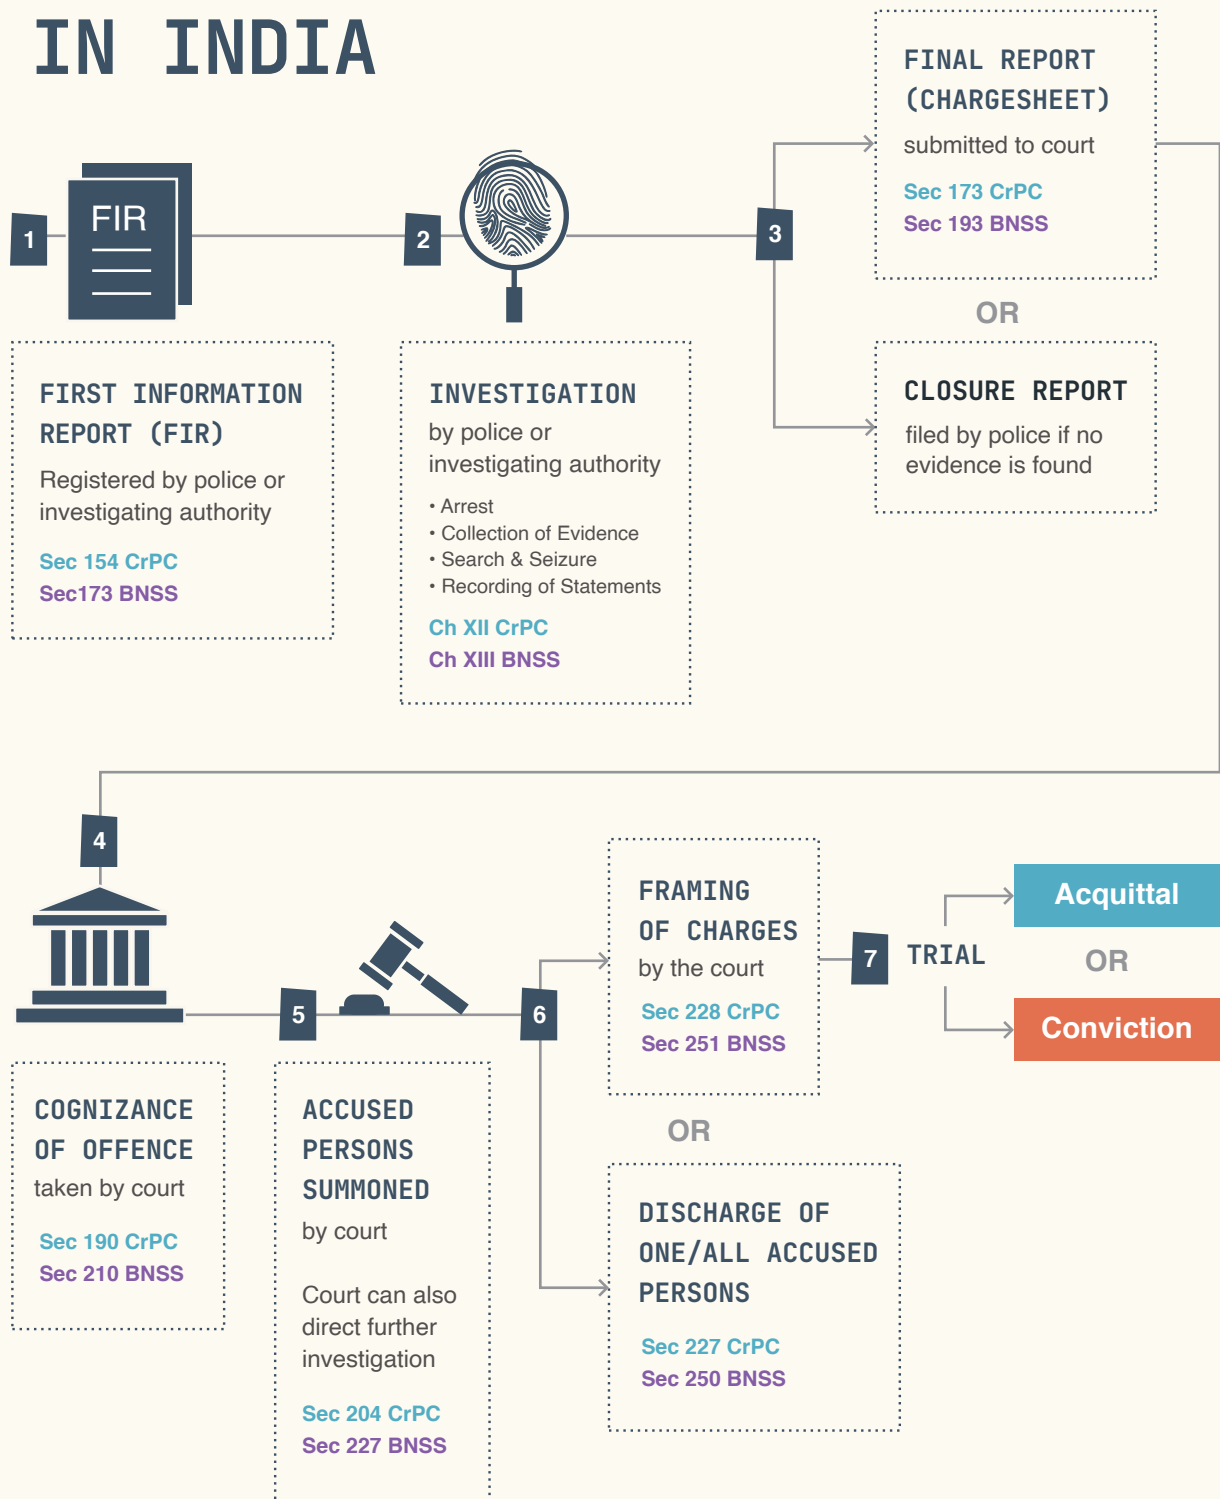 IN INDIA
1
FIR
2
3
FIRST INFORMATION
REPORT (FIR)
Registered by police or
investigating authority
Sec 154 CrPC
Sec173 BNSS
INVESTIGATION
by police or
investigating authority
• Arrest
• Collection of Evidence
• Search & Seizure
• Recording of Statements
Ch XII CrPC
Ch XIII BNSS
FINAL REPORT
(CHARGESHEET)
submitted to court
Sec 173 CrPC
Sec 193 BNSS
OR
CLOSURE REPORT
filed by police if no
evidence is found
4
COGNIZANCE
OF OFFENCE
taken by court
Sec 190 CrPC
Sec 210 BNSS
5
ACCUSED
PERSONS
SUMMONED
by court
Court can also
direct further
investigation
Sec 204 CrPC
Sec 227 BNSS
6
FRAMING
OF CHARGES
by the court
Sec 228 CrPC
Sec 251 BNSS
OR
DISCHARGE OF
ONE/ALL ACCUSED
PERSONS
Sec 227 CrPC
Sec 250 BNSS
7
TRIAL
Acquittal
OR
Conviction